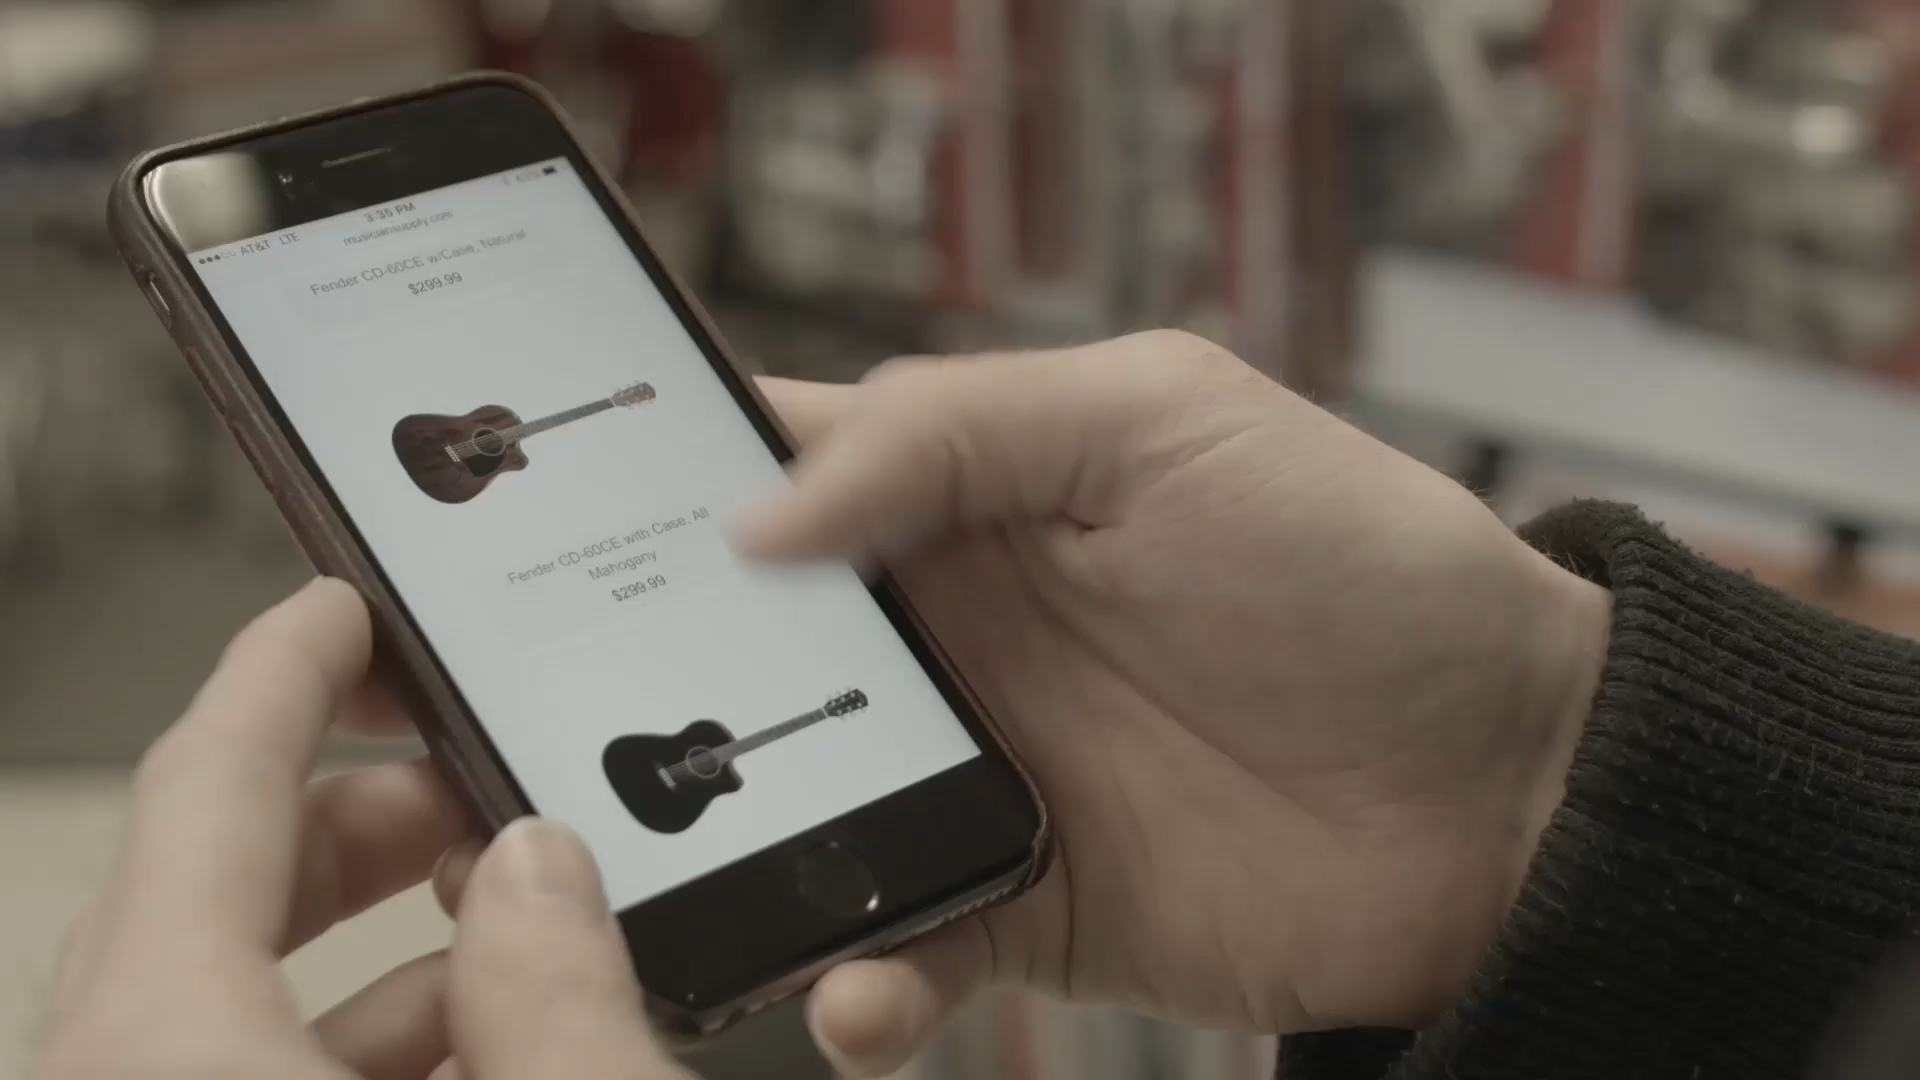 3:35 PM
AT&T LTE
musiciansupply.com
Fender CD-60CE w/Case, Natural
$299.99
Fender CD-60CE with Case, All
Mahogany
$299.99